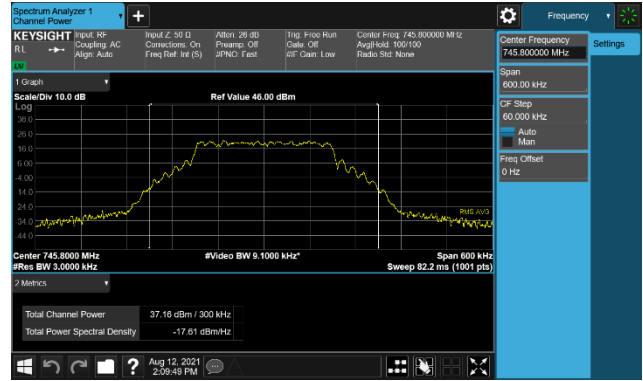 Spectrum Analyzer 1
Channel Power
+
Frequency
KEYSIGHT
RL
Input: RF
Coupling: AC
Align: Auto
Input Z: 50 Ω
Corrections: On
Freq Ref: Int (S)
Atten: 26 dB
Preamp: Off
#PNO: Fast
Trig: Free Run
Gate: Off
#IF Gain: Low
Center Freq: 745.800000 MHz
Avg|Hold: 100/100
Radio Std: None
1 Graph
Scale/Div 10.0 dB
Ref Value 46.00 dBm
Log
36.0
26.0
16.0
6.00
-4.00
-14.0
-24.0
-34.0
-44.0
RMS AVG
Center 745.8000 MHz
#Video BW 9.1000 kHz*
Span 600 kHz
#Res BW 3.0000 kHz
Sweep 82.2 ms (1001 pts)
2 Metrics
Total Channel Power 37.16 dBm / 300 kHz
Total Power Spectral Density -17.61 dBm/Hz
?
Aug 12, 2021
2:09:49 PM
Center Frequency
745.800000 MHz
Settings
Span
600.00 kHz
CF Step
60.000 kHz
Auto
Man
Freq Offset
0 Hz